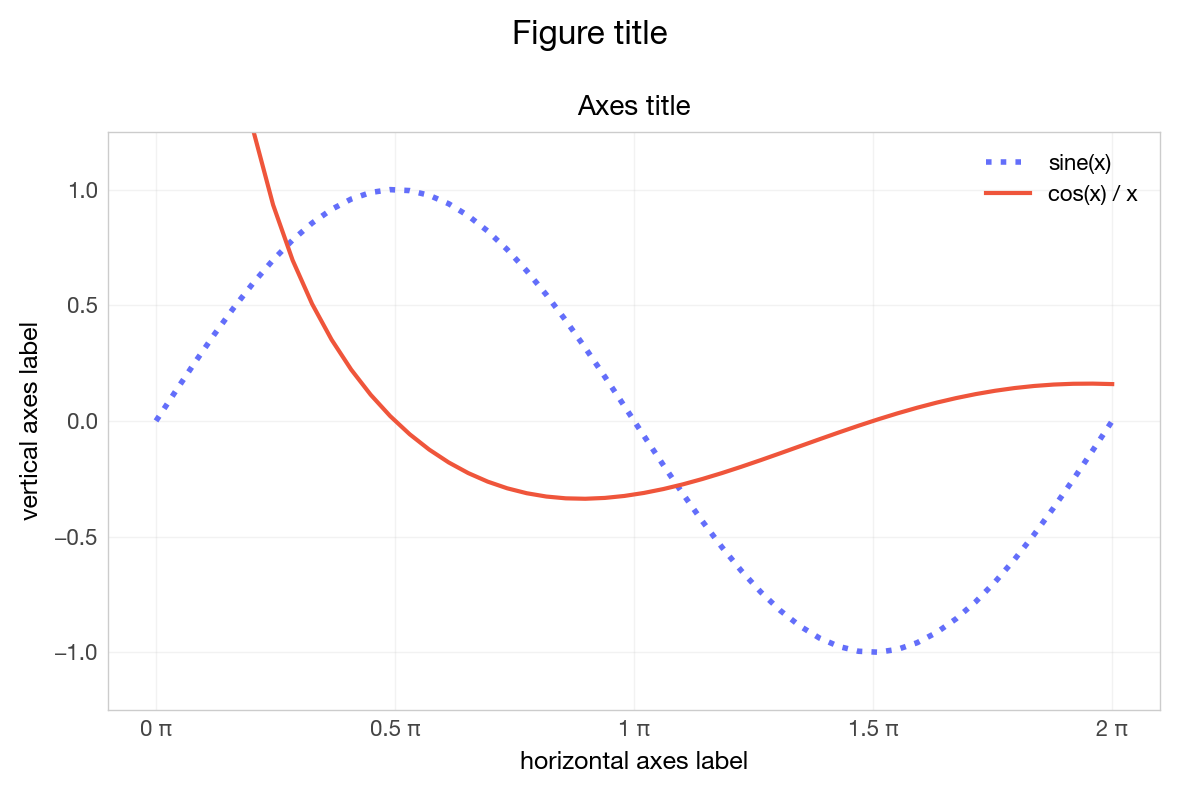 Figure title
Axes title
sine(x)
cos(x) / x
1.0
0.5
0.0
−0.5
−1.0
vertical axes label
0 π
0.5 π
1 π
1.5 π
2 π
horizontal axes label